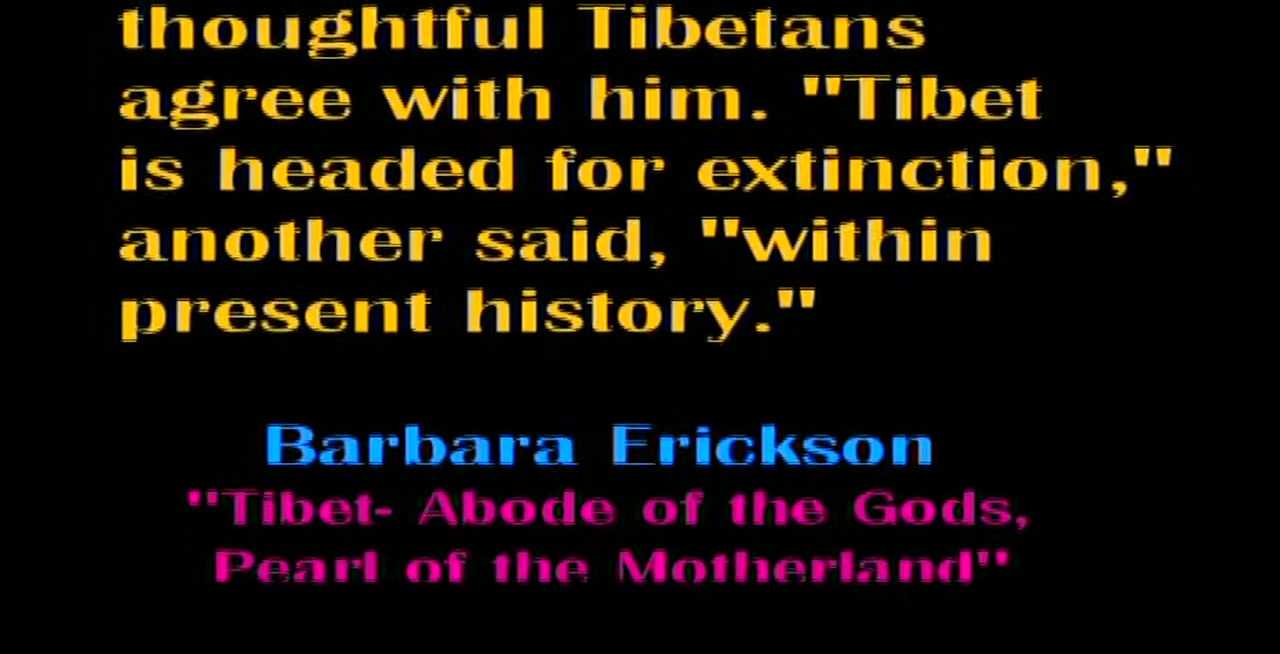 thoughtful Tibetans
agree with him. "Tibet
is headed for extinction,"
another said, "within
present history."
Barbara Erickson
"Tibet- Abode of the Gods,
Pearl of the Motherland"